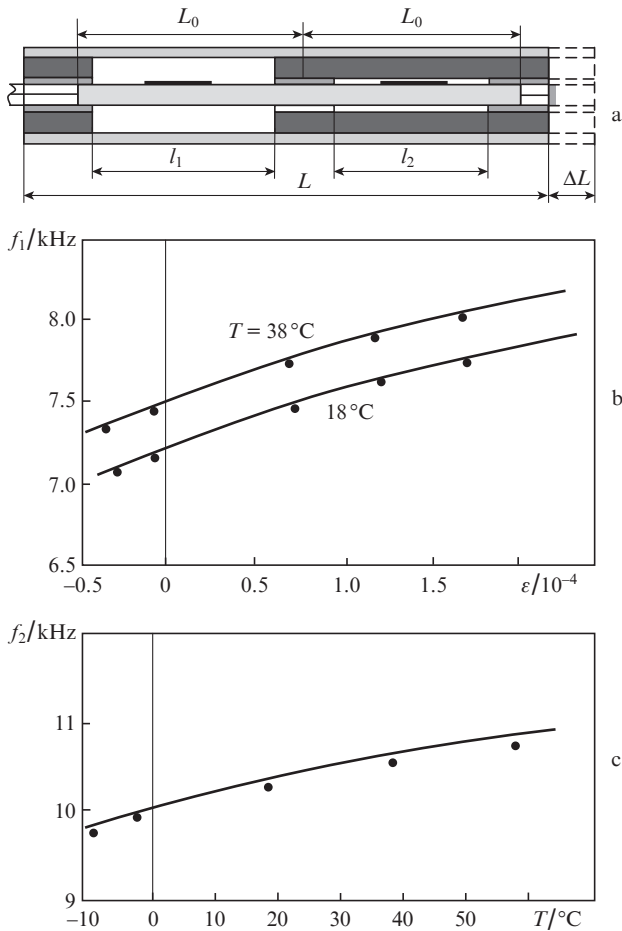 L₀ L₀
a
l₁ l₂
L ΔL
f₁/kHz
8.0
T = 38 °C
7.5
18 °C
b
7.0
6.5
−0.5 0 0.5 1.0 1.5 ε/10⁻⁴
f₂/kHz
11
c
10
9
−10 0 10 20 30 40 50 T/°C